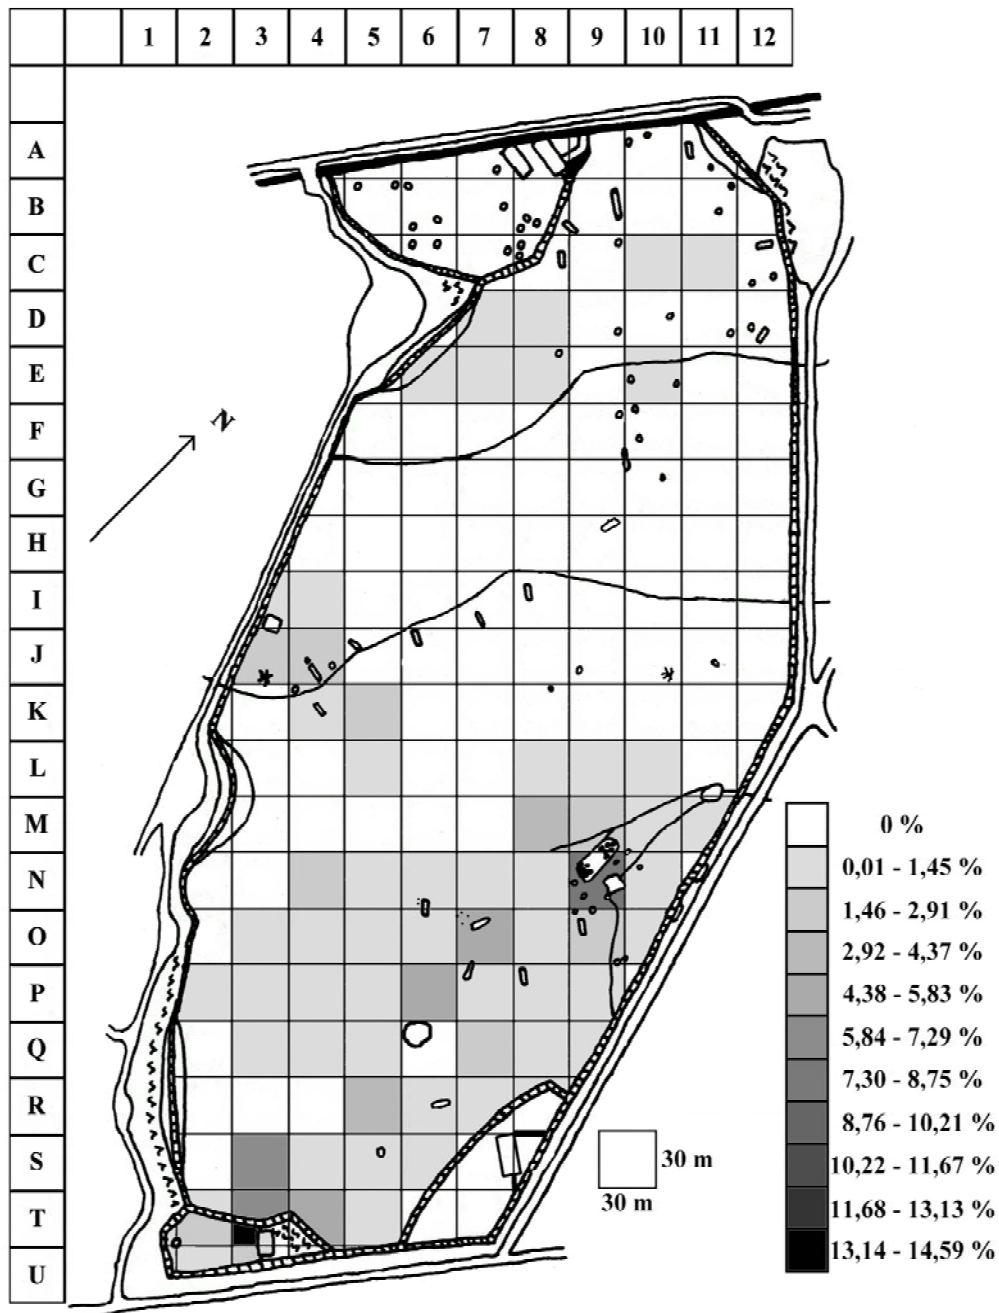 1 2 3 4 5 6 7 8 9 10 11 12
A
B
C
D
E
F
N
G
H
I
J
K
L
M
0 %
N
0,01 - 1,45 %
O
1,46 - 2,91 %
2,92 - 4,37 %
P
4,38 - 5,83 %
Q
5,84 - 7,29 %
7,30 - 8,75 %
R
8,76 - 10,21 %
S
30 m
10,22 - 11,67 %
30 m
T
11,68 - 13,13 %
13,14 - 14,59 %
U